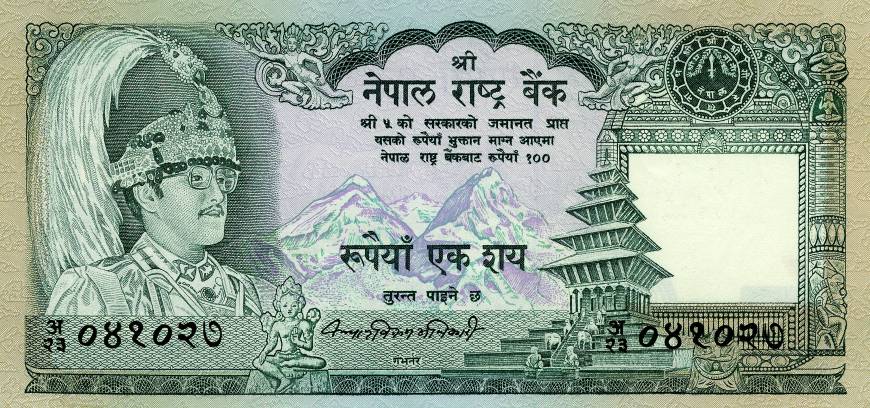 श्री
नेपाल राष्ट्र बैंक
श्री ५ को सरकारको जमानत प्राप्त
यसको रुपैयाँ भुक्तान माग्न आएमा
नेपाल राष्ट्र बैंकबाट रुपैयाँ १००
रूपैयाँ एक शय
तुरन्त पाइने छ
अ
२३ ०४१०२७
गभर्नर
अ
२३ ०४१०२७